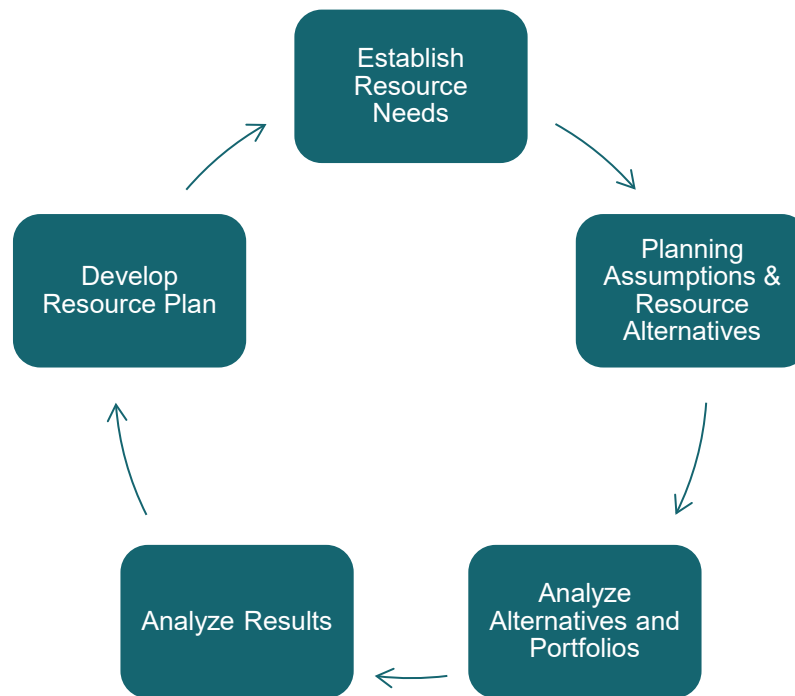 Establish
Resource
Needs
Planning
Assumptions &
Resource
Alternatives
Analyze
Alternatives and
Portfolios
Analyze Results
Develop
Resource Plan